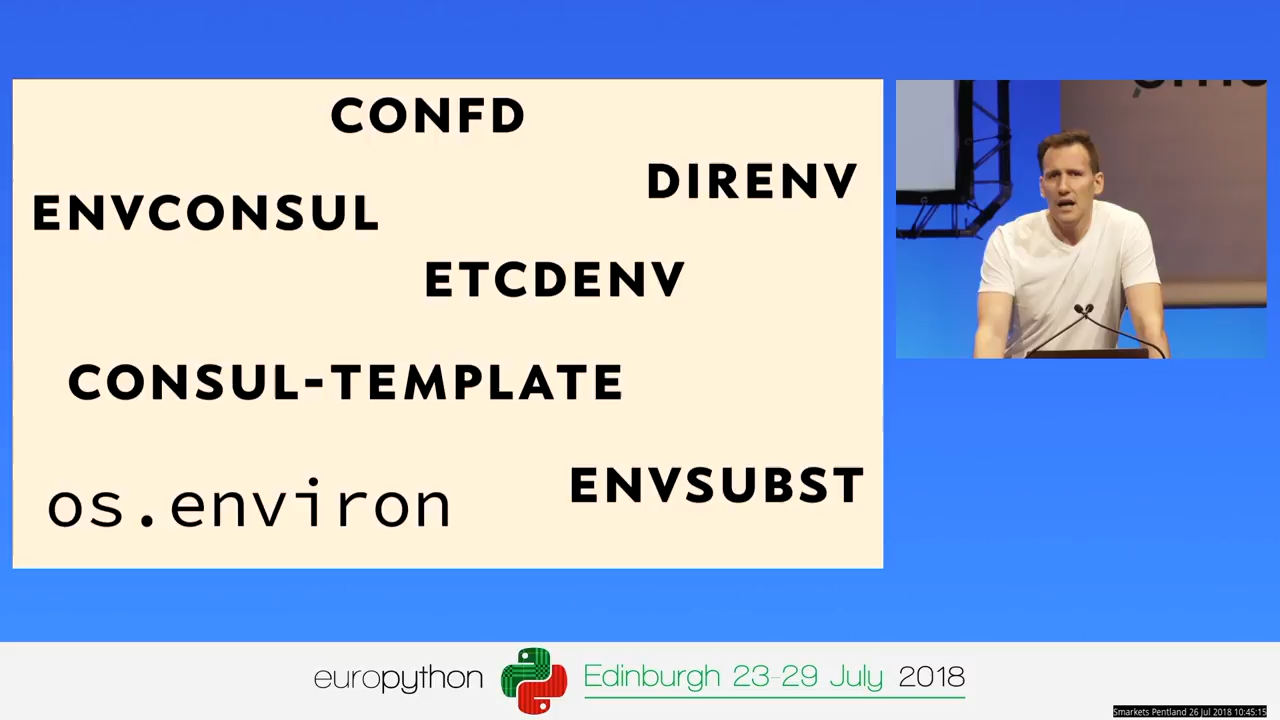 CONFD
DIRENV
ENVCONSUL
ETCDENV
CONSUL-TEMPLATE
ENVSUBST
os.environ
europython Edinburgh 23-29 July 2018
Smarkets Pentland 26 Jul 2018 10:45:15